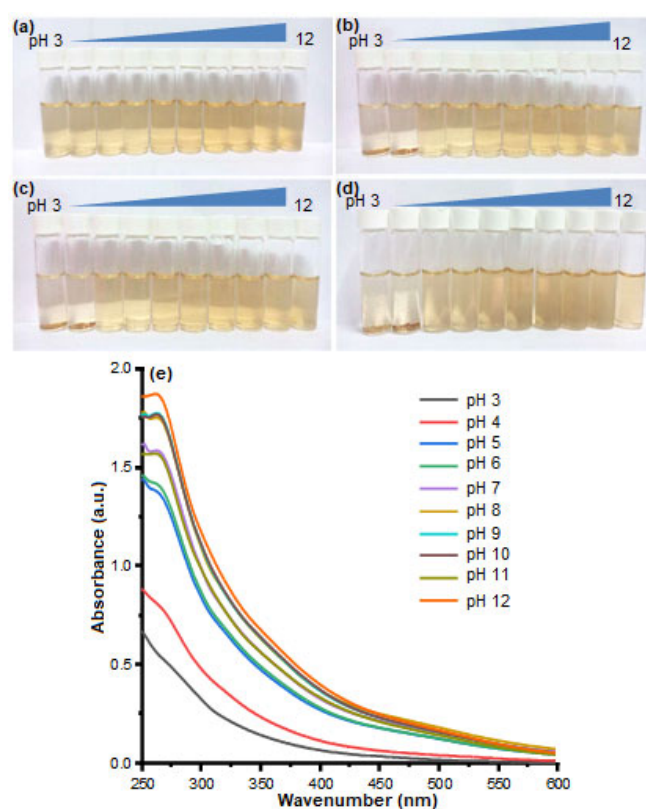 (a)
pH 3
12
(b)
pH 3
12
(c)
pH 3
12
(d)
pH 3
12
(e)
2.0
1.5
1.0
0.5
0.0
Absorbance (a.u.)
pH 3
pH 4
pH 5
pH 6
pH 7
pH 8
pH 9
pH 10
pH 11
pH 12
250 300 350 400 450 500 550 600
Wavenumber (nm)